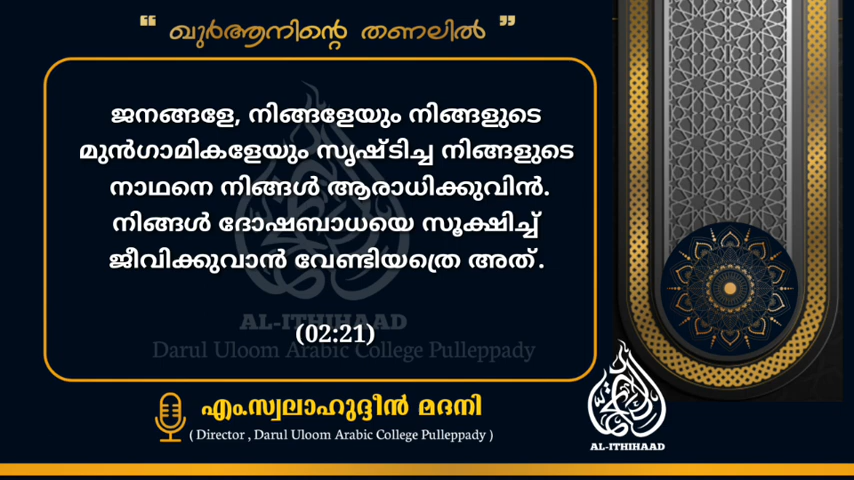 ❝ ഖുർആനിന്റെ തണലിൽ ❞
ജനങ്ങളേ, നിങ്ങളേയും നിങ്ങളുടെ
മുൻഗാമികളേയും സൃഷ്ടിച്ച നിങ്ങളുടെ
നാഥനെ നിങ്ങൾ ആരാധിക്കുവിൻ.
നിങ്ങൾ ദോഷബാധയെ സൂക്ഷിച്ച്
ജീവിക്കുവാൻ വേണ്ടിയത്രെ അത്.
AL-ITHIHAAD
(02:21)
Darul Uloom Arabic College Pulleppady
എം.സ്വലാഹുദ്ദീൻ മദനി
( Director , Darul Uloom Arabic College Pulleppady )
AL-ITHIHAAD